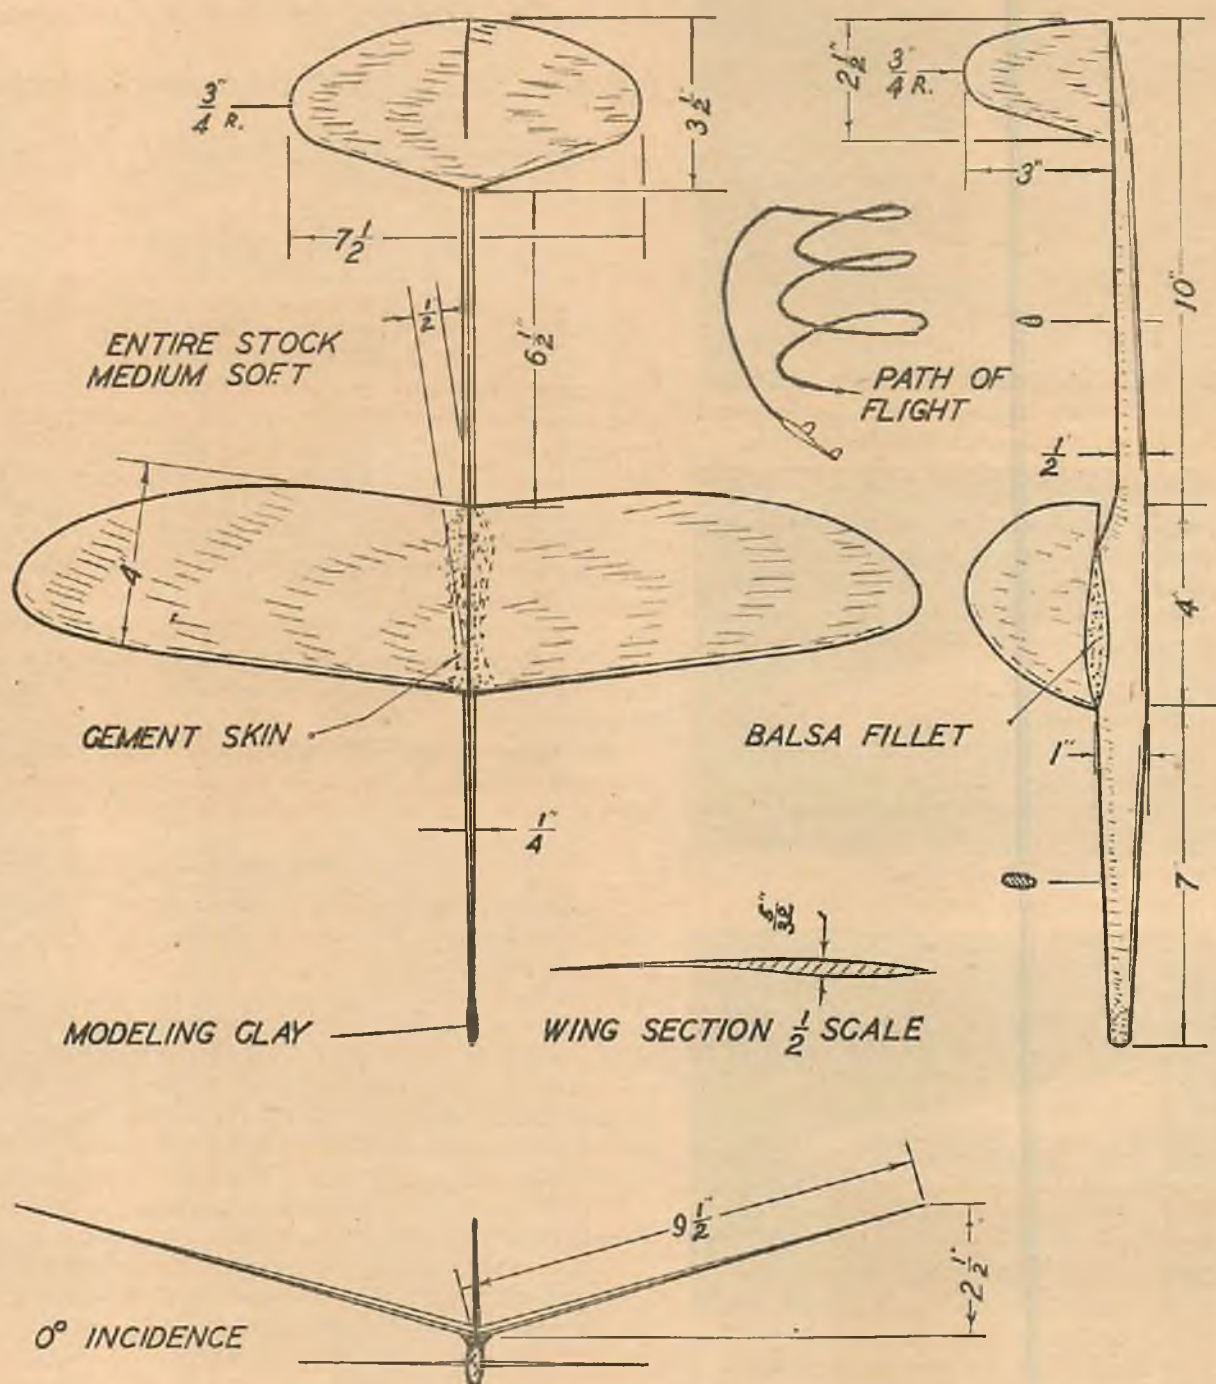 3"
4 R.
3 1/2"
2 1/2"
3"
4 R.
3"
7 1/2
1/2"
ENTIRE STOCK
MEDIUM SOFT
6 1/2"
10"
PATH OF
FLIGHT
1/2
4"
4"
CEMENT SKIN
BALSA FILLET
1"
1/4"
7"
5/32"
MODELING CLAY
WING SECTION 1/2 SCALE
9 1/2"
2 1/2"
0° INCIDENCE